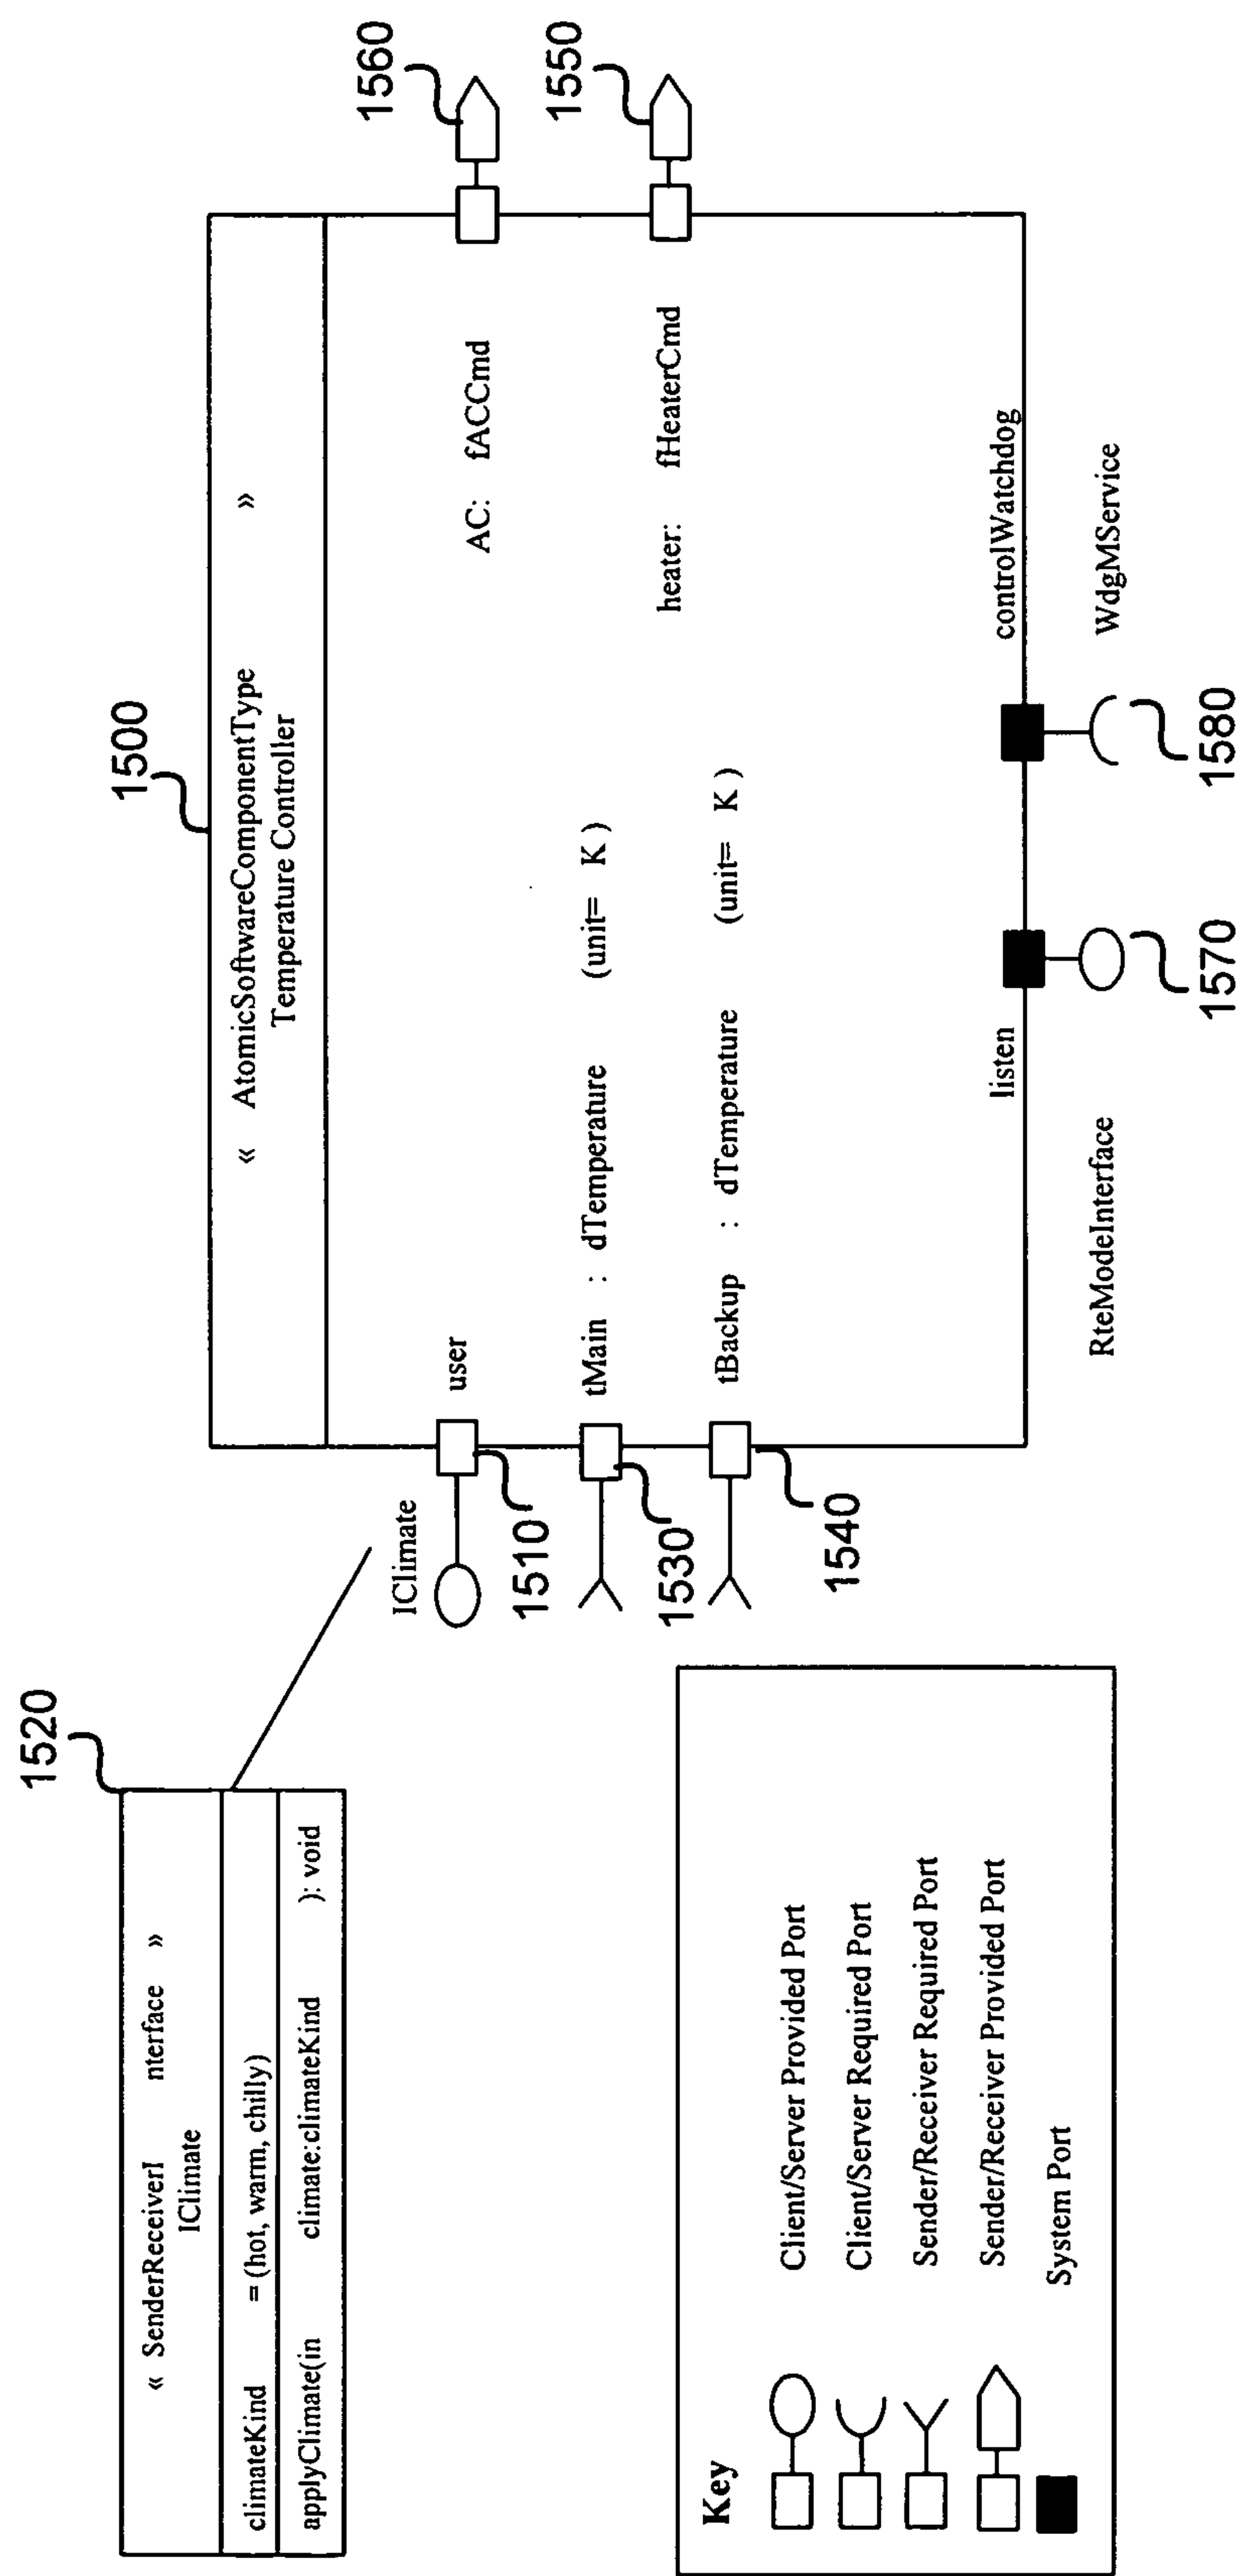 1520
« SenderReceiverI nterface »
IClimate
climateKind = (hot, warm, chilly)
applyClimate(in climate:climateKind ): void
1500
« AtomicSoftwareComponentType »
Temperature Controller
IClimate
user
1510
tMain : dTemperature (unit= K )
1530
tBackup : dTemperature (unit= K )
1540
AC: fACCmd
1560
heater: fHeaterCmd
1550
listen
controlWatchdog
RteModeInterface
WdgMService
1570
1580
Key
Client/Server Provided Port
Client/Server Required Port
Sender/Receiver Required Port
Sender/Receiver Provided Port
System Port